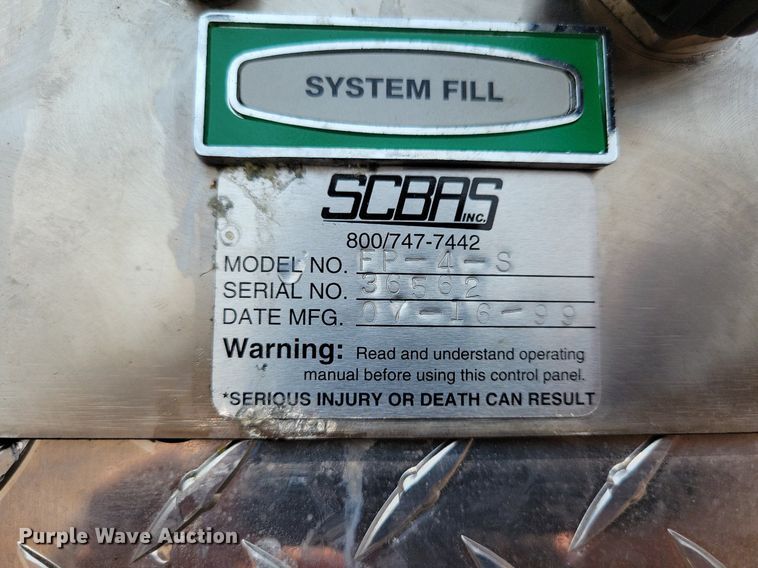 SYSTEM FILL
SCBAS INC.
800/747-7442
MODEL NO. FP-4-S
SERIAL NO. 36562
DATE MFG. 07-16-99
Warning: Read and understand operating
manual before using this control panel.
*SERIOUS INJURY OR DEATH CAN RESULT
Purple Wave Auction